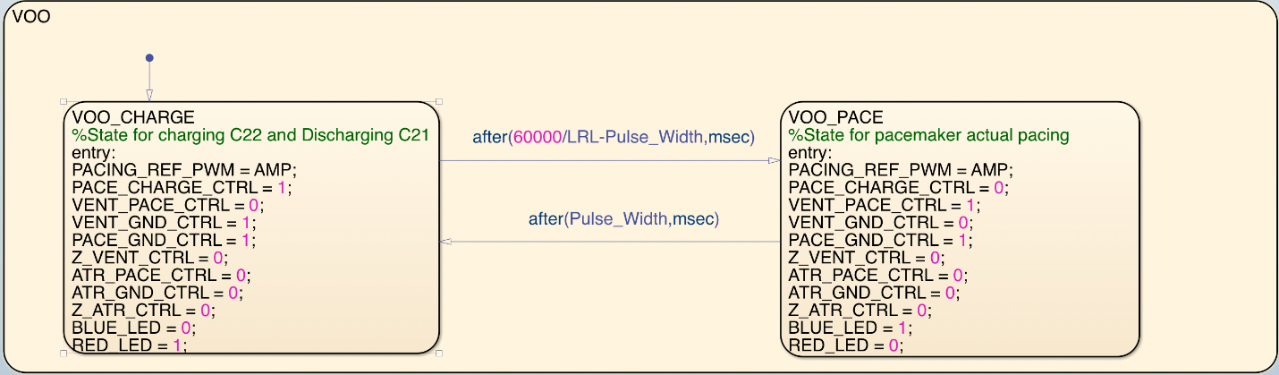 VOO
VOO_CHARGE
%State for charging C22 and Discharging C21
entry:
PACING_REF_PWM = AMP;
PACE_CHARGE_CTRL = 1;
VENT_PACE_CTRL = 0;
VENT_GND_CTRL = 1;
PACE_GND_CTRL = 1;
Z_VENT_CTRL = 0;
ATR_PACE_CTRL = 0;
ATR_GND_CTRL = 0;
Z_ATR_CTRL = 0;
BLUE_LED = 0;
RED_LED = 1;
after(60000/LRL-Pulse_Width,msec)
after(Pulse_Width,msec)
VOO_PACE
%State for pacemaker actual pacing
entry:
PACING_REF_PWM = AMP;
PACE_CHARGE_CTRL = 0;
VENT_PACE_CTRL = 1;
VENT_GND_CTRL = 0;
PACE_GND_CTRL = 1;
Z_VENT_CTRL = 0;
ATR_PACE_CTRL = 0;
ATR_GND_CTRL = 0;
Z_ATR_CTRL = 0;
BLUE_LED = 1;
RED_LED = 0;